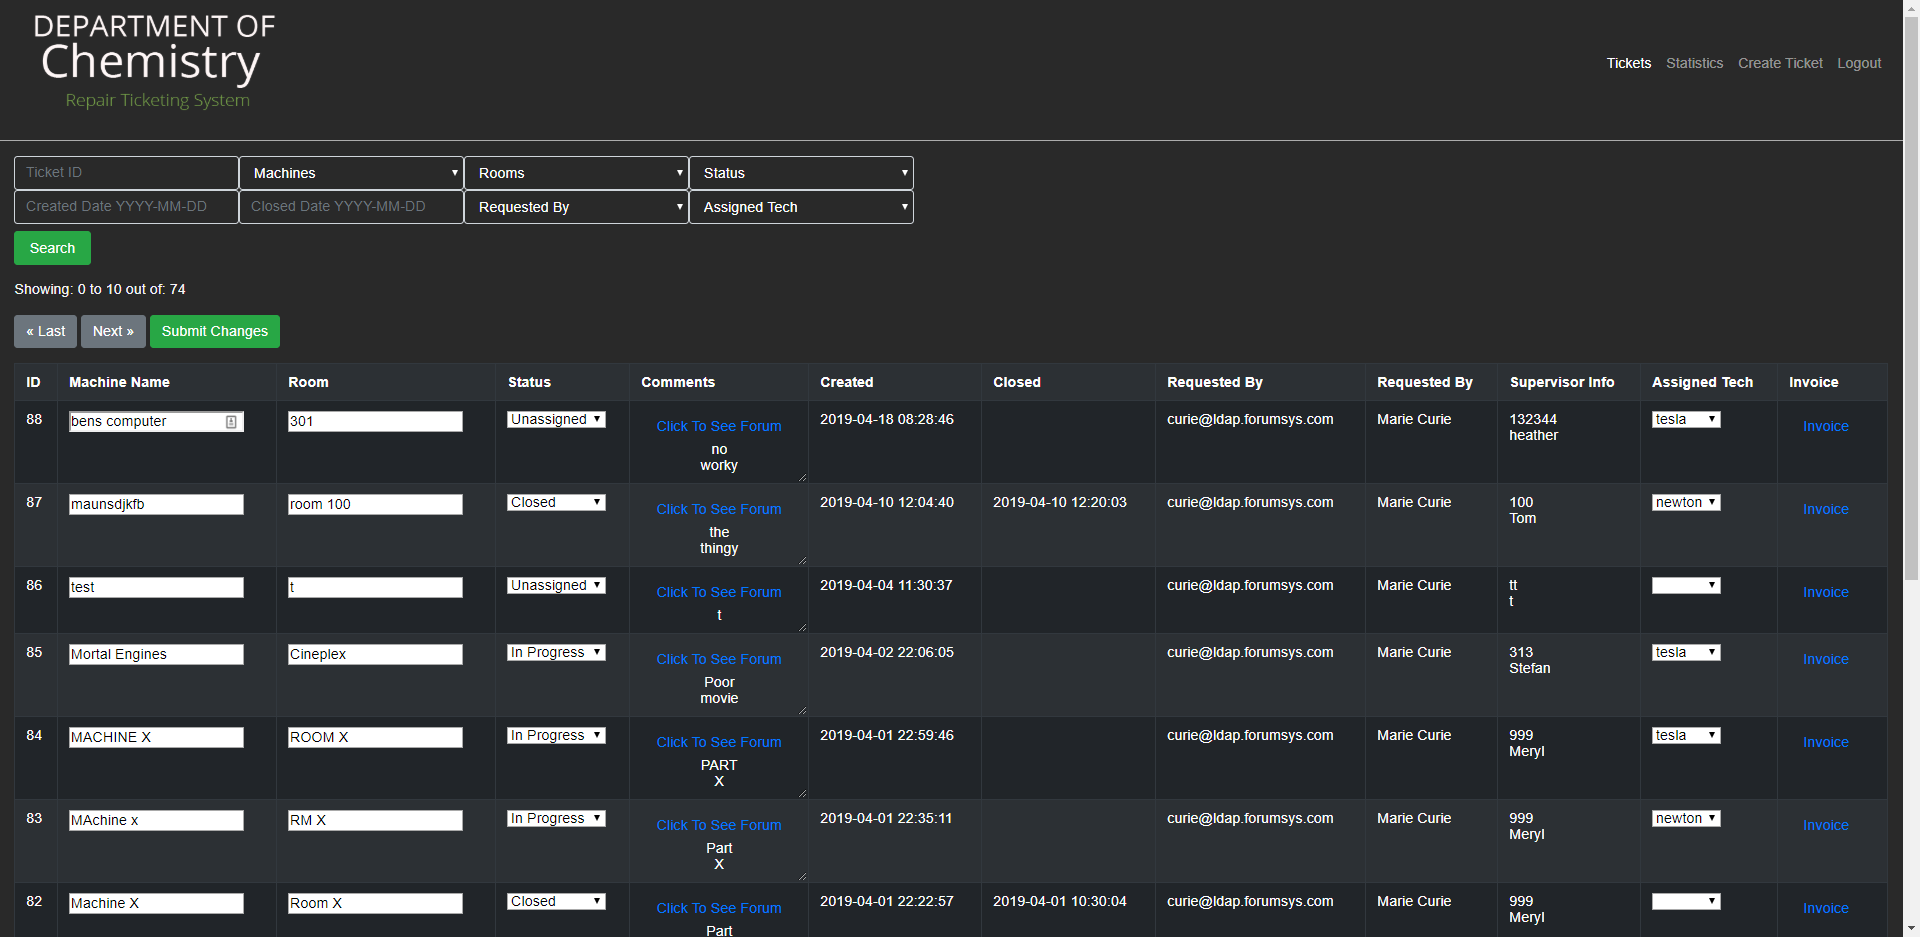 DEPARTMENT OF
Chemistry
Repair Ticketing System
Tickets Statistics Create Ticket Logout
Ticket ID Machines Rooms Status
Created Date YYYY-MM-DD Closed Date YYYY-MM-DD Requested By Assigned Tech
Search
Showing: 0 to 10 out of: 74
« Last Next » Submit Changes
ID Machine Name Room Status Comments Created Closed Requested By Requested By Supervisor Info Assigned Tech Invoice
88 bens computer 301 Unassigned Click To See Forum 2019-04-18 08:28:46 curie@ldap.forumsys.com Marie Curie 132344 tesla Invoice
heather
no
worky
87 maunsdjkfb room 100 Closed Click To See Forum 2019-04-10 12:04:40 2019-04-10 12:20:03 curie@ldap.forumsys.com Marie Curie 100 newton Invoice
Tom
the
thingy
86 test t Unassigned Click To See Forum 2019-04-04 11:30:37 curie@ldap.forumsys.com Marie Curie tt Invoice
t
t
85 Mortal Engines Cineplex In Progress Click To See Forum 2019-04-02 22:06:05 curie@ldap.forumsys.com Marie Curie 313 tesla Invoice
Stefan
Poor
movie
84 MACHINE X ROOM X In Progress Click To See Forum 2019-04-01 22:59:46 curie@ldap.forumsys.com Marie Curie 999 tesla Invoice
Meryl
PART
X
83 MAchine x RM X In Progress Click To See Forum 2019-04-01 22:35:11 curie@ldap.forumsys.com Marie Curie 999 newton Invoice
Meryl
Part
X
82 Machine X Room X Closed Click To See Forum 2019-04-01 22:22:57 2019-04-01 10:30:04 curie@ldap.forumsys.com Marie Curie 999 Invoice
Meryl
Part